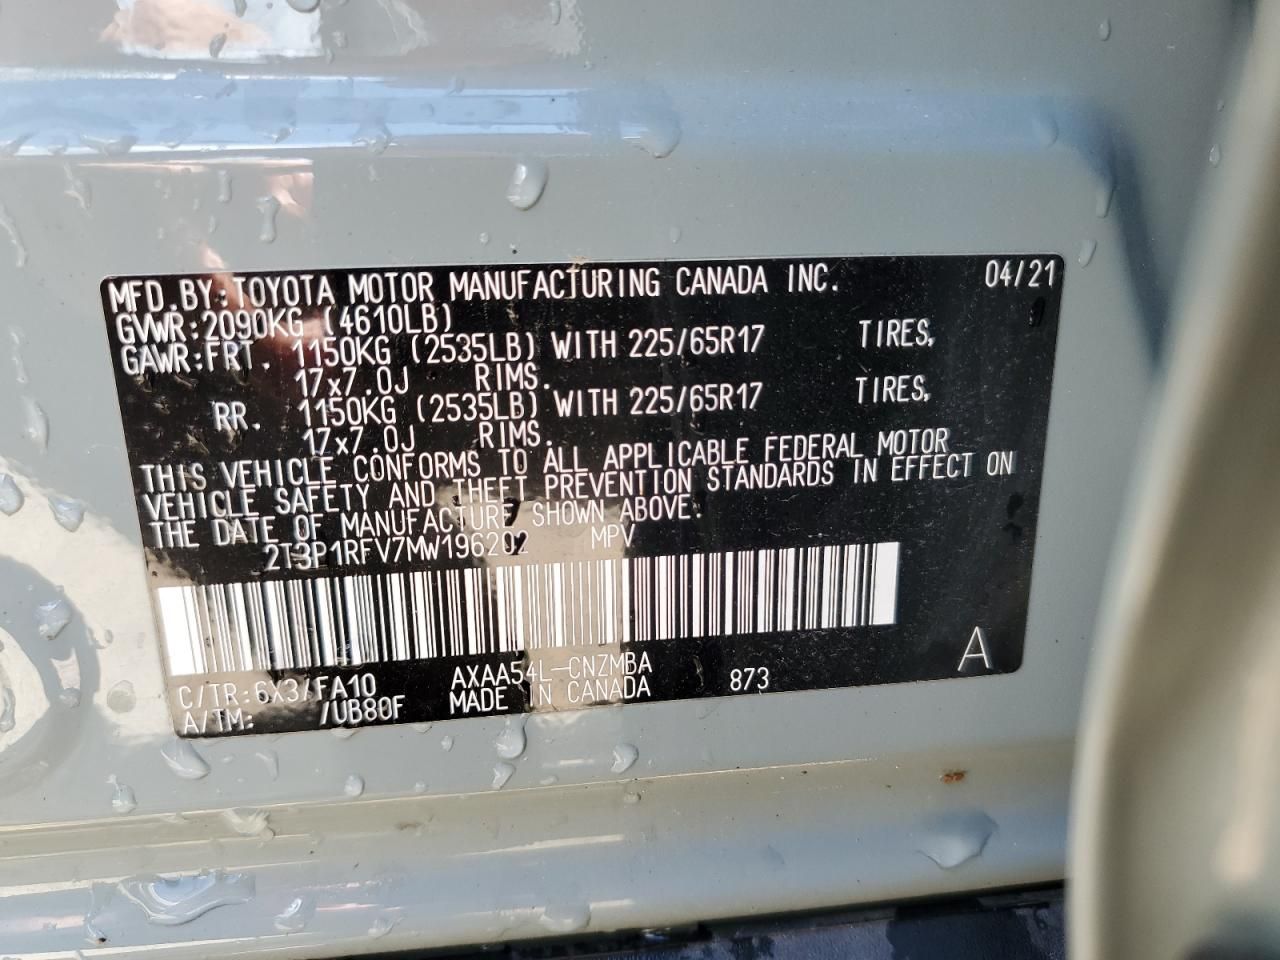 MFD.BY:TOYOTA MOTOR MANUFACTURING CANADA INC. 04/21
GVWR:2090KG (4610LB)
GAWR:FRT. 1150KG (2535LB) WITH 225/65R17 TIRES,
17x7.0J RIMS.
RR. 1150KG (2535LB) WITH 225/65R17 TIRES,
17x7.0J RIMS.
THIS VEHICLE CONFORMS TO ALL APPLICABLE FEDERAL MOTOR
VEHICLE SAFETY AND THEFT PREVENTION STANDARDS IN EFFECT ON
THE DATE OF MANUFACTURE SHOWN ABOVE.
2T3P1RFV7MW196202 MPV
C/TR:6X3/FA10 AXAA54L-CNZMBA 873 A
A/TM: /UB80F MADE IN CANADA